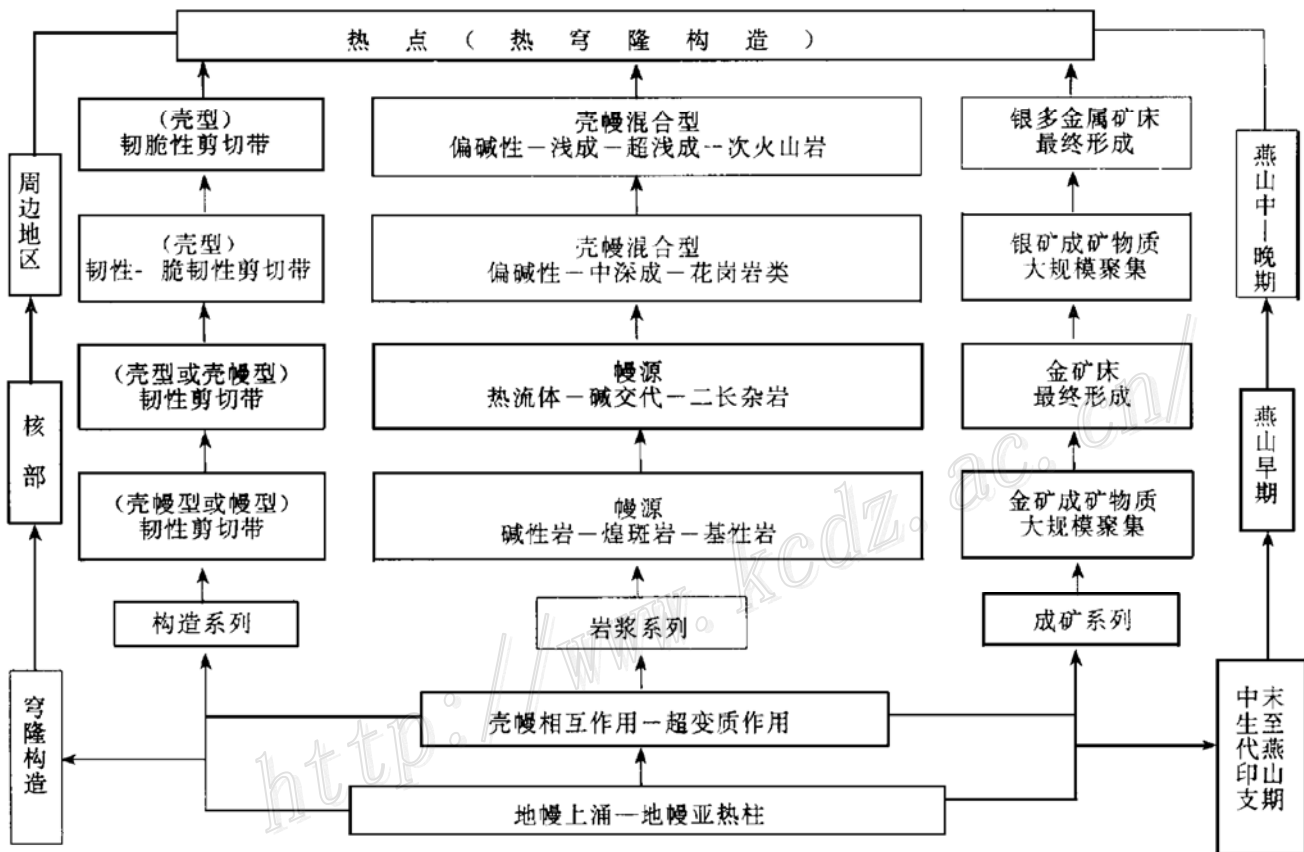 热点(热穹隆构造)
(壳型)
韧脆性剪切带
壳幔混合型
偏碱性-浅成-超浅成-次火山岩
银多金属矿床
最终形成
周边地区
燕山中-晚期
(壳型)
韧性-脆韧性剪切带
壳幔混合型
偏碱性-中深成-花岗岩类
银矿成矿物质
大规模聚集
(壳型或壳幔型)
韧性剪切带
幔源
热流体-碱交代-二长杂岩
金矿床
最终形成
核部
燕山早期
(壳幔型或幔型)
韧性剪切带
幔源
碱性岩-煌斑岩-基性岩
金矿成矿物质
大规模聚集
构造系列
岩浆系列
成矿系列
穹隆构造
壳幔相互作用-超变质作用
中生代印支
末至燕山期
地幔上涌-地幔亚热柱
http://www.kcdz.ac.cn/